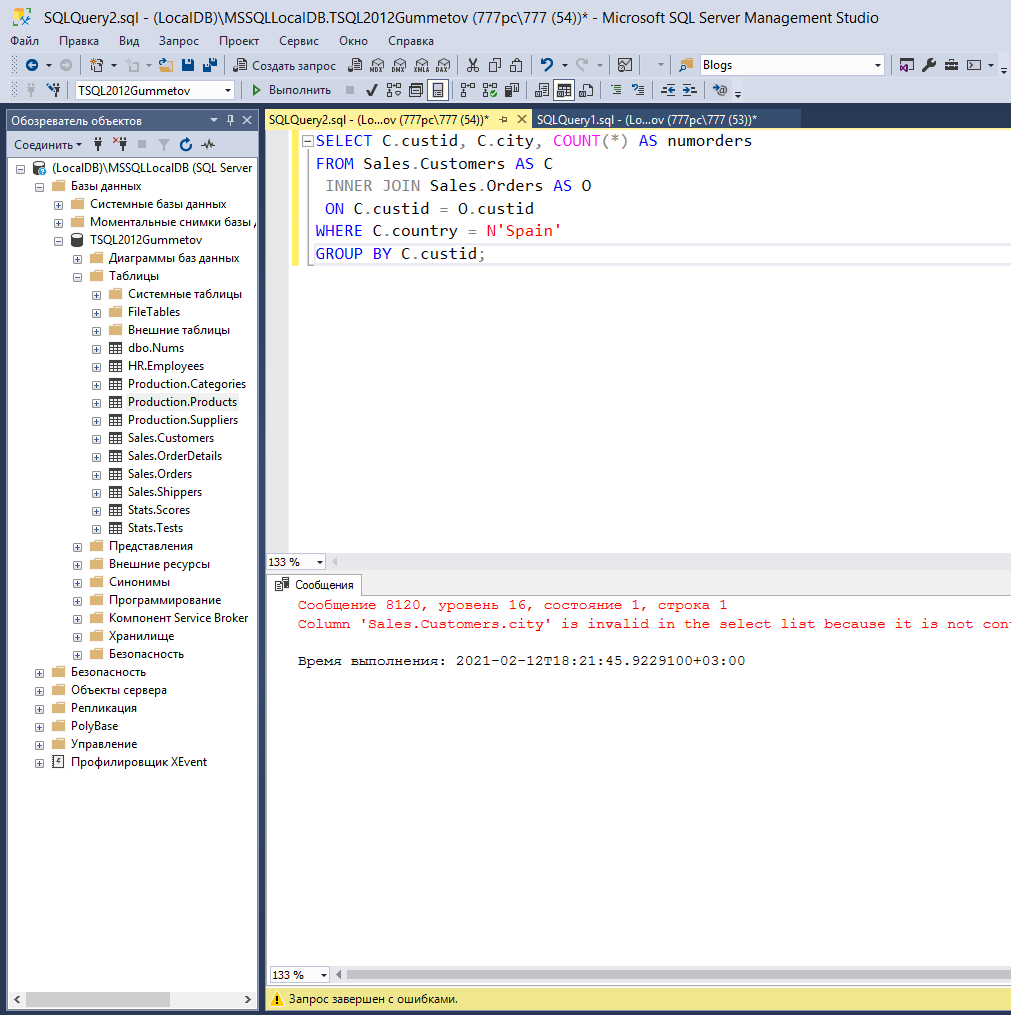 SQLQuery2.sql - (LocalDB)\MSSQLLocalDB.TSQL2012Gummetov (777pc\777 (54))* - Microsoft SQL Server Management Studio
Файл Правка Вид Запрос Проект Сервис Окно Справка
Создать запрос MDX DMX XMLA DAX Blogs
TSQL2012Gummetov Выполнить
Обозреватель объектов
SQLQuery2.sql - (Lo...ov (777pc\777 (54))* SQLQuery1.sql - (Lo...ov (777pc\777 (53))*
Соединить
(LocalDB)\MSSQLLocalDB (SQL Server
Базы данных
Системные базы данных
Моментальные снимки базы
TSQL2012Gummetov
Диаграммы баз данных
Таблицы
Системные таблицы
FileTables
Внешние таблицы
dbo.Nums
HR.Employees
Production.Categories
Production.Products
Production.Suppliers
Sales.Customers
Sales.OrderDetails
Sales.Orders
Sales.Shippers
Stats.Scores
Stats.Tests
Представления
Внешние ресурсы
Синонимы
Программирование
Компонент Service Broker
Хранилище
Безопасность
Безопасность
Объекты сервера
Репликация
PolyBase
Управление
Профилировщик XEvent
SELECT C.custid, C.city, COUNT(*) AS numorders
FROM Sales.Customers AS C
INNER JOIN Sales.Orders AS O
ON C.custid = O.custid
WHERE C.country = N'Spain'
GROUP BY C.custid;
133 %
Сообщения
Сообщение 8120, уровень 16, состояние 1, строка 1
Column 'Sales.Customers.city' is invalid in the select list because it is not con
Время выполнения: 2021-02-12T18:21:45.9229100+03:00
133 %
Запрос завершен с ошибками.